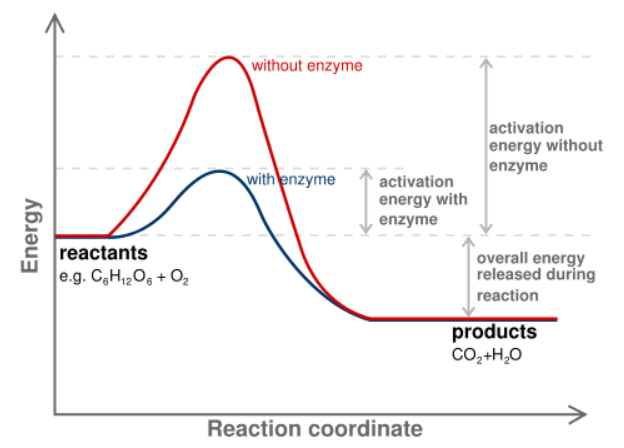 without enzyme
activation
energy without
enzyme
with enzyme
activation
energy with
enzyme
Energy
reactants
e.g. C₆H₁₂O₆ + O₂
overall energy
released during
reaction
products
CO₂+H₂O
Reaction coordinate